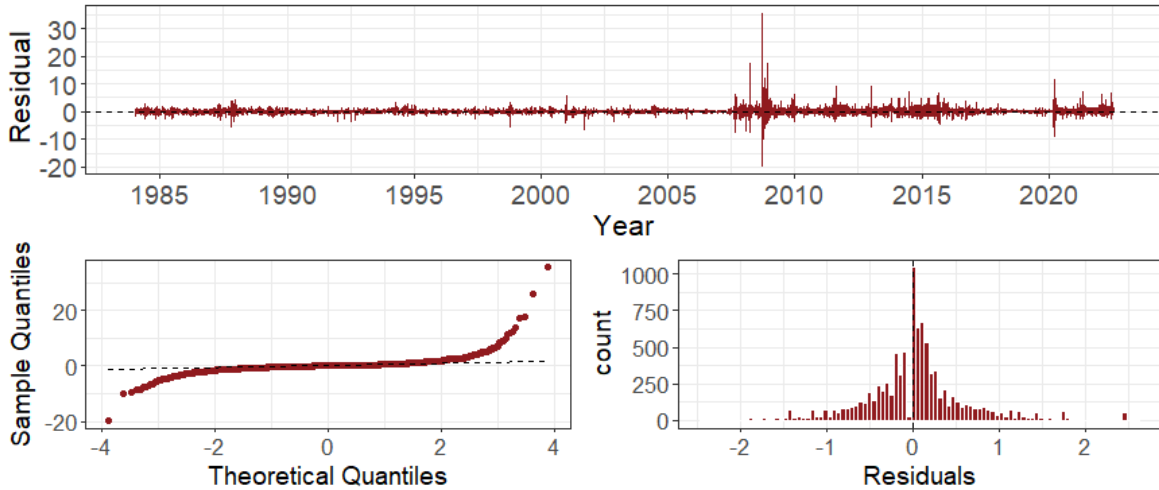 Residual
30
20
10
0
-10
-20
1985 1990 1995 2000 2005 2010 2015 2020
Year
Sample Quantiles
20
0
-20
-4 -2 0 2 4
Theoretical Quantiles
count
1000
750
500
250
0
-2 -1 0 1 2
Residuals